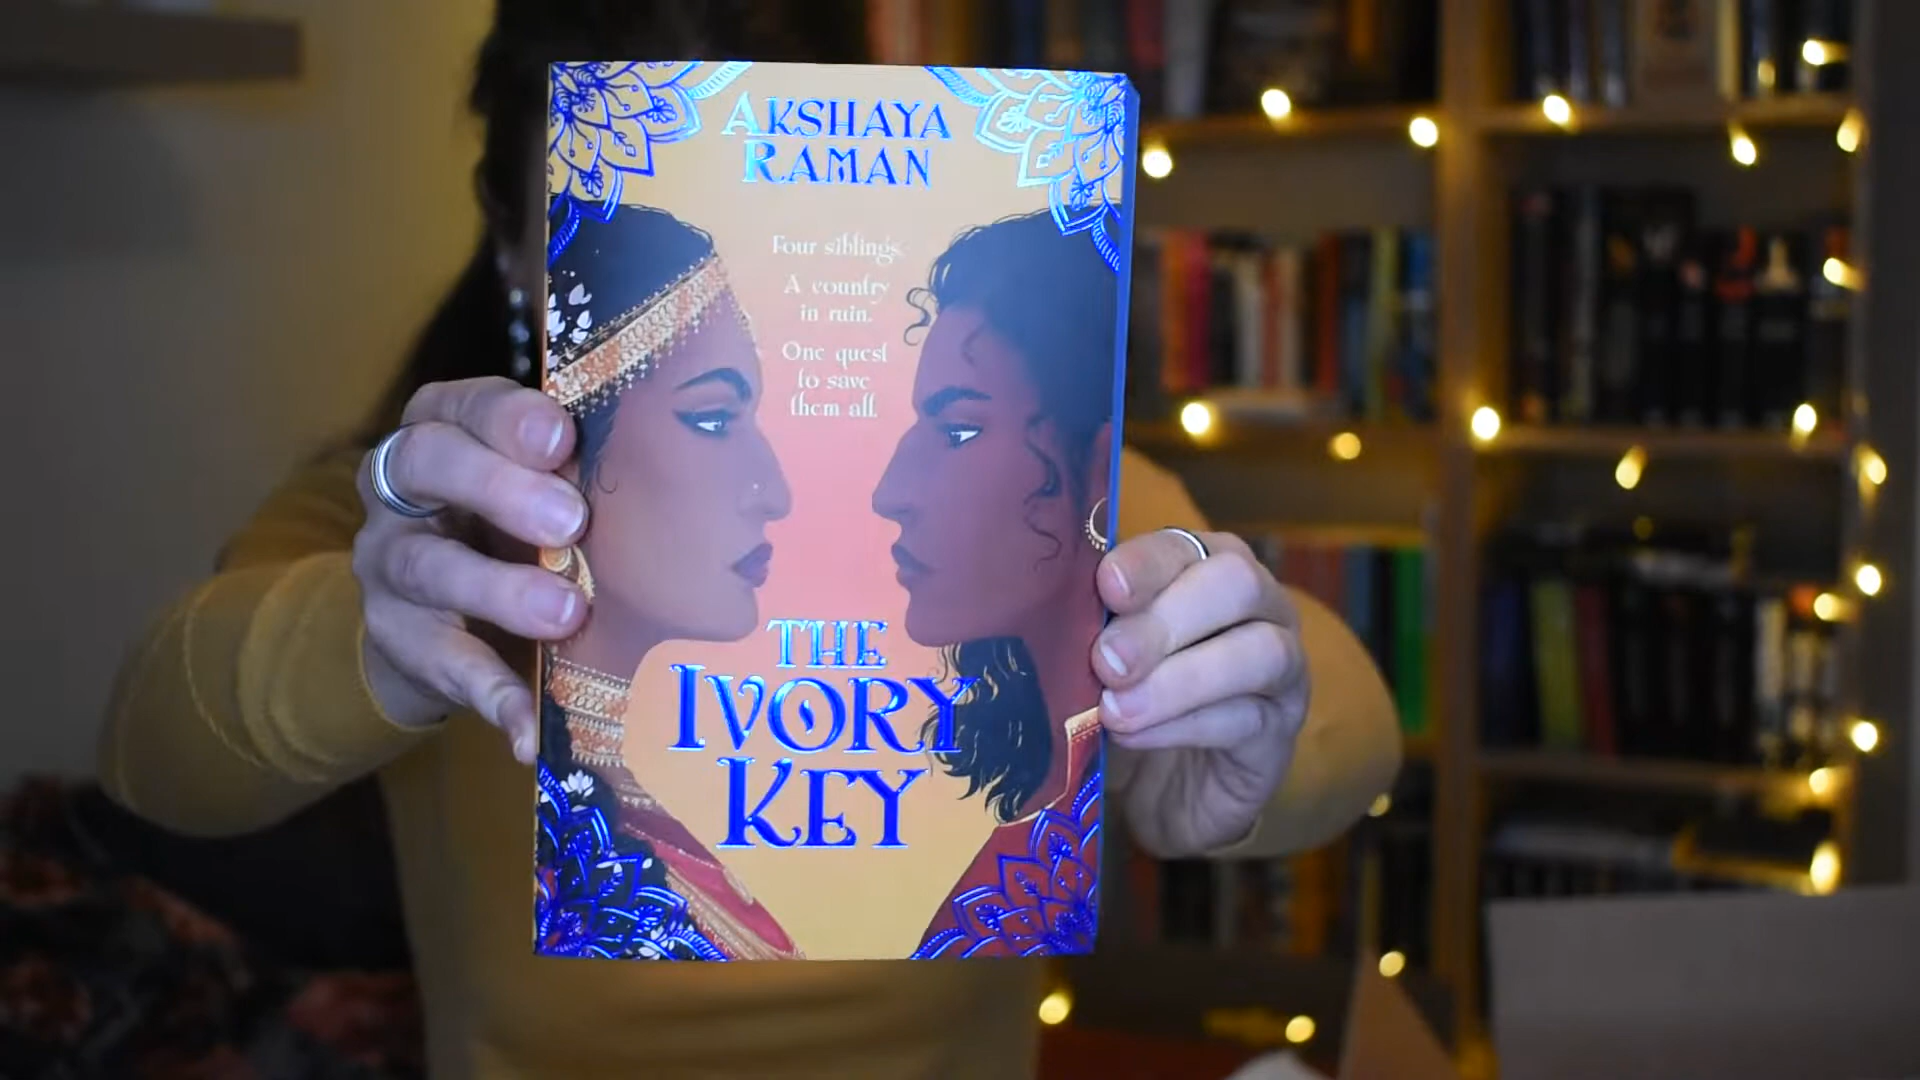 AKSHAYA
RAMAN
Four siblings.
A country
in ruin.
One quest
to save
them all.
THE
IVORY
KEY